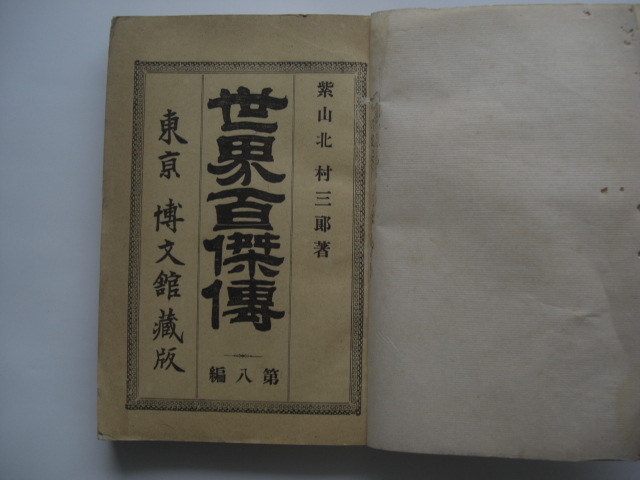 紫山北村三郎著
世界百傑傳
第八編
東京博文館藏版